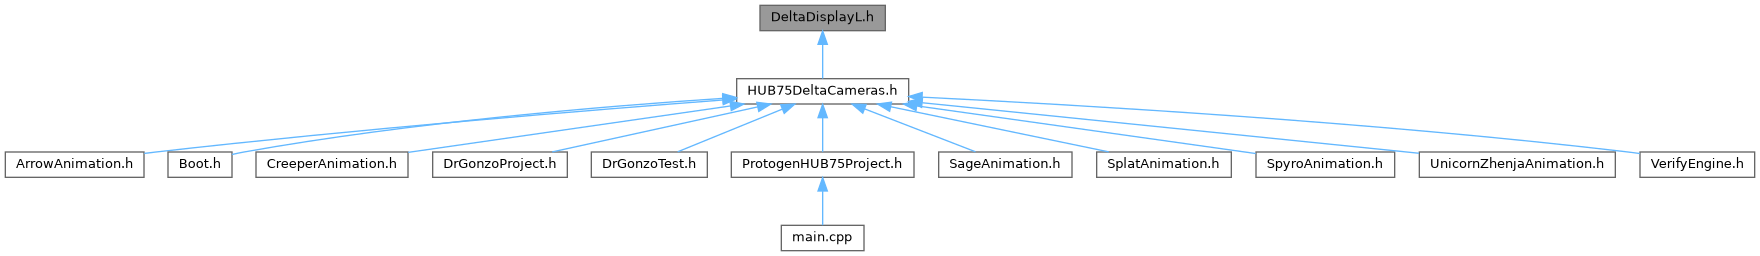 DeltaDisplayL.h
HUB75DeltaCameras.h
ArrowAnimation.h
Boot.h
CreeperAnimation.h
DrGonzoProject.h
DrGonzoTest.h
ProtogenHUB75Project.h
SageAnimation.h
SplatAnimation.h
SpyroAnimation.h
UnicornZhenjaAnimation.h
VerifyEngine.h
main.cpp